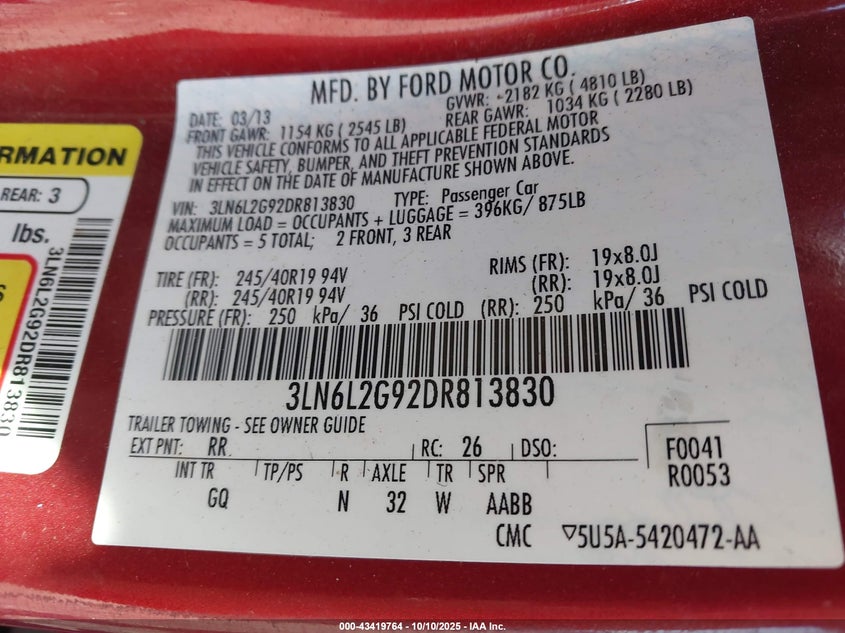 MFD. BY FORD MOTOR CO.
DATE: 03/13 GVWR: 2182 KG ( 4810 LB)
FRONT GAWR: 1154 KG ( 2545 LB) REAR GAWR: 1034 KG ( 2280 LB)
THIS VEHICLE CONFORMS TO ALL APPLICABLE FEDERAL MOTOR
VEHICLE SAFETY, BUMPER, AND THEFT PREVENTION STANDARDS
IN EFFECT ON THE DATE OF MANUFACTURE SHOWN ABOVE.
VIN: 3LN6L2G92DR813830 TYPE: Passenger Car
MAXIMUM LOAD = OCCUPANTS + LUGGAGE = 396KG/ 875LB
OCCUPANTS = 5 TOTAL; 2 FRONT, 3 REAR
TIRE (FR): 245/40R19 94V RIMS (FR): 19x8.0J
(RR): 245/40R19 94V (RR): 19x8.0J
PRESSURE (FR): 250 kPa/ 36 PSI COLD (RR): 250 kPa/ 36 PSI COLD
3LN6L2G92DR813830
TRAILER TOWING - SEE OWNER GUIDE
EXT PNT: RR RC: 26 DSO: F0041
INT TR TP/PS R AXLE TR SPR R0053
GQ N 32 W AABB
CMC ▽5U5A-5420472-AA
RMATION
REAR: 3
lbs.
S
3LN6L2G92DR813830
000-43419764 - 10/10/2025 - IAA Inc.